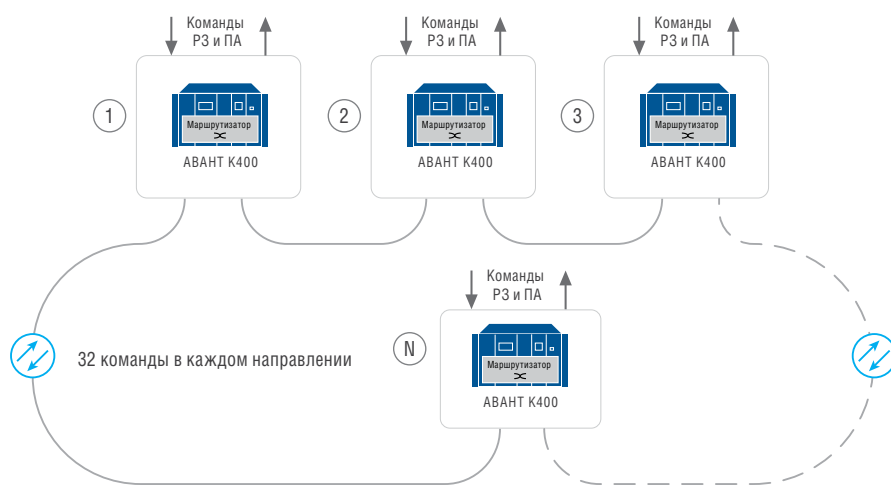 Команды
РЗ и ПА
Команды
РЗ и ПА
Команды
РЗ и ПА
1
Маршрутизатор
АВАНТ К400
2
Маршрутизатор
АВАНТ К400
3
Маршрутизатор
АВАНТ К400
Команды
РЗ и ПА
32 команды в каждом направлении
N
Маршрутизатор
АВАНТ К400